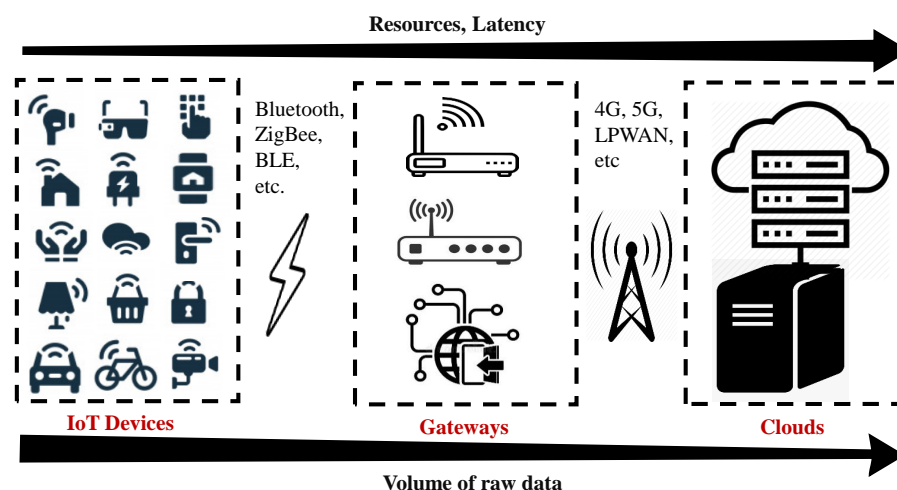 Resources, Latency
Bluetooth,
ZigBee,
BLE,
etc.
4G, 5G,
LPWAN,
etc
IoT Devices
Gateways
Clouds
Volume of raw data